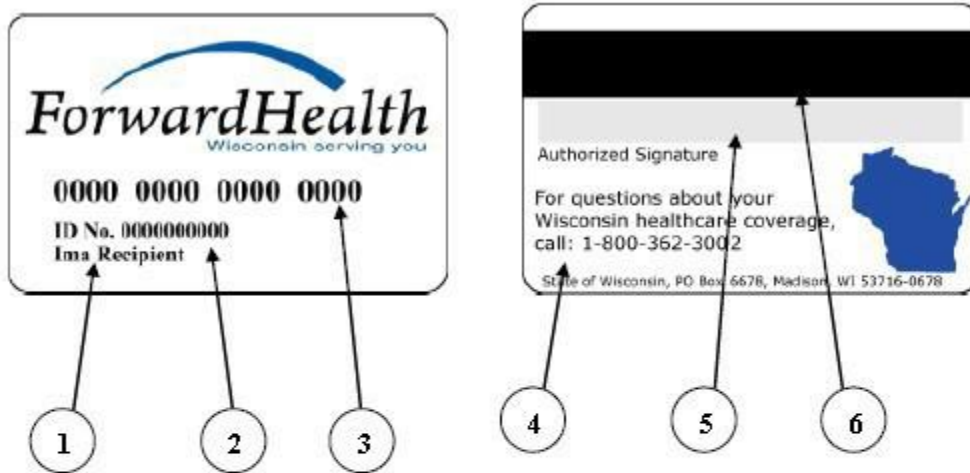 ForwardHealth
Wisconsin serving you
0000 0000 0000 0000
ID No. 0000000000
Ima Recipient
1
2
3
Authorized Signature
For questions about your
Wisconsin healthcare coverage,
call: 1-800-362-3002
State of Wisconsin, PO Box 6678, Madison, WI 53716-0678
4
5
6